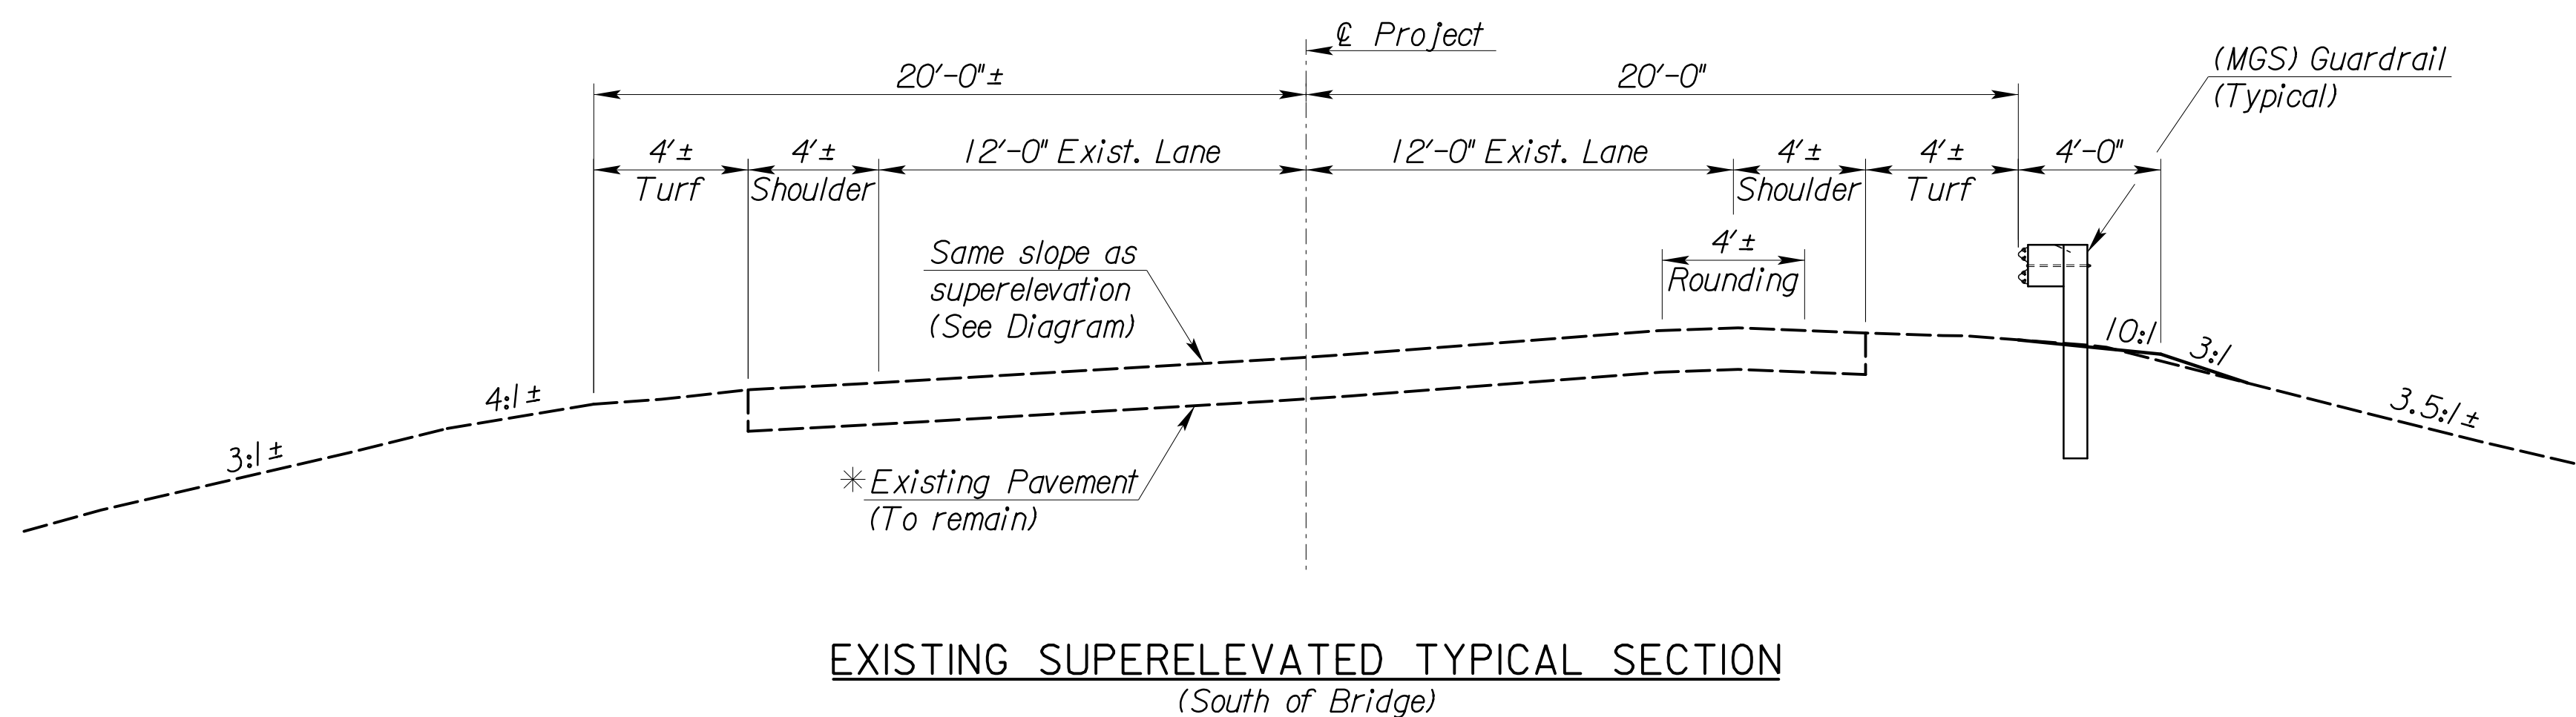 ℄ Project
(MGS) Guardrail
(Typical)
20'-0"±
20'-0"
4'±
Turf
4'±
Shoulder
12'-0" Exist. Lane
12'-0" Exist. Lane
4'±
Shoulder
4'±
Turf
4'-0"
Same slope as
superelevation
(See Diagram)
4'±
Rounding
10:1
3:1
4:1±
3:1±
3.5:1±
*Existing Pavement
(To remain)
EXISTING SUPERELEVATED TYPICAL SECTION
(South of Bridge)